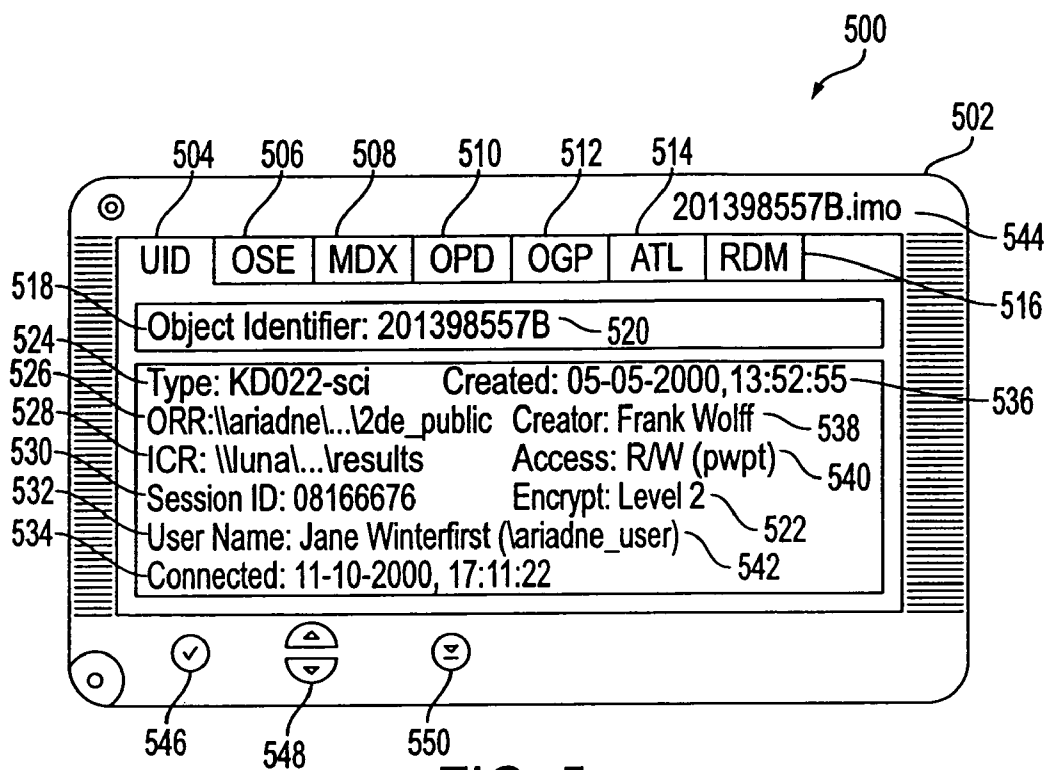 500
502
504 506 508 510 512 514
201398557B.imo
544
UID OSE MDX OPD OGP ATL RDM
516
518
Object Identifier: 201398557B
520
524
Type: KD022-sci Created: 05-05-2000,13:52:55
536
526
ORR:\\ariadne\...\2de_public Creator: Frank Wolff
538
528
ICR: \\luna\...\results Access: R/W (pwpt)
540
530
Session ID: 08166676 Encrypt: Level 2
522
532
User Name: Jane Winterfirst (\ariadne_user)
542
534
Connected: 11-10-2000, 17:11:22
546 548 550